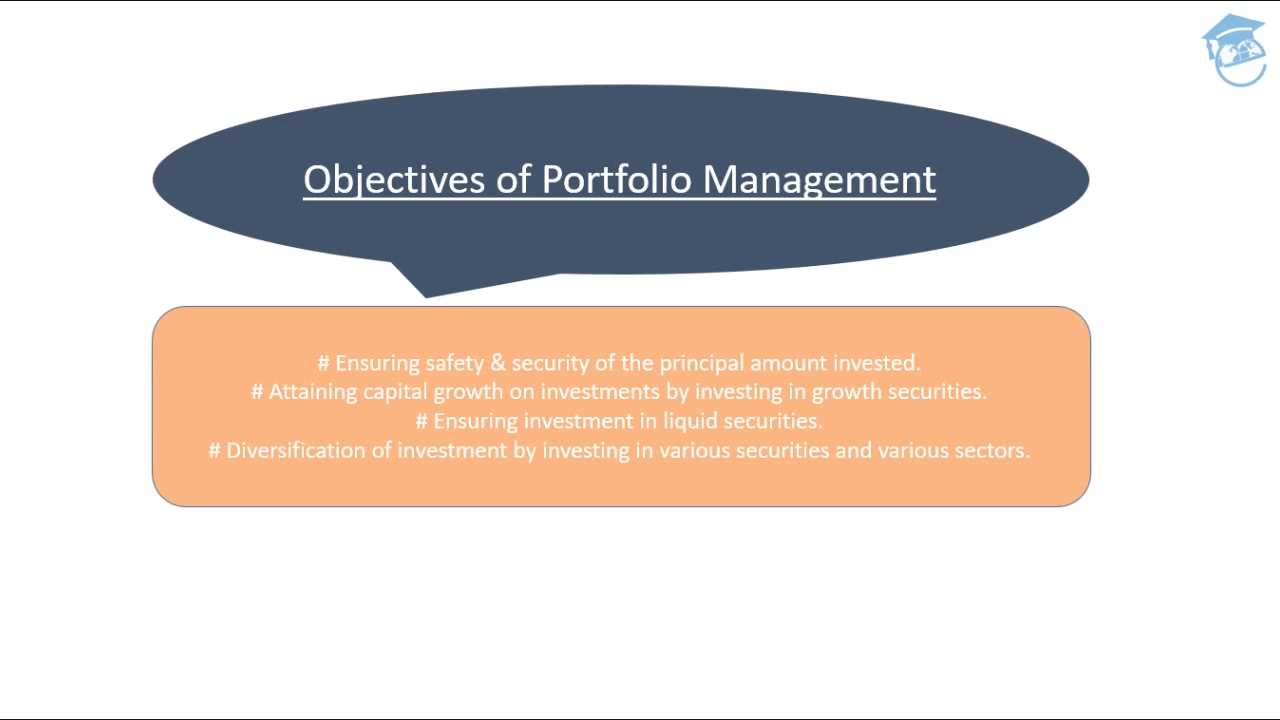 Objectives of Portfolio Management
# Ensuring safety & security of the principal amount invested.
# Attaining capital growth on investments by investing in growth securities.
# Ensuring investment in liquid securities.
# Diversification of investment by investing in various securities and various sectors.